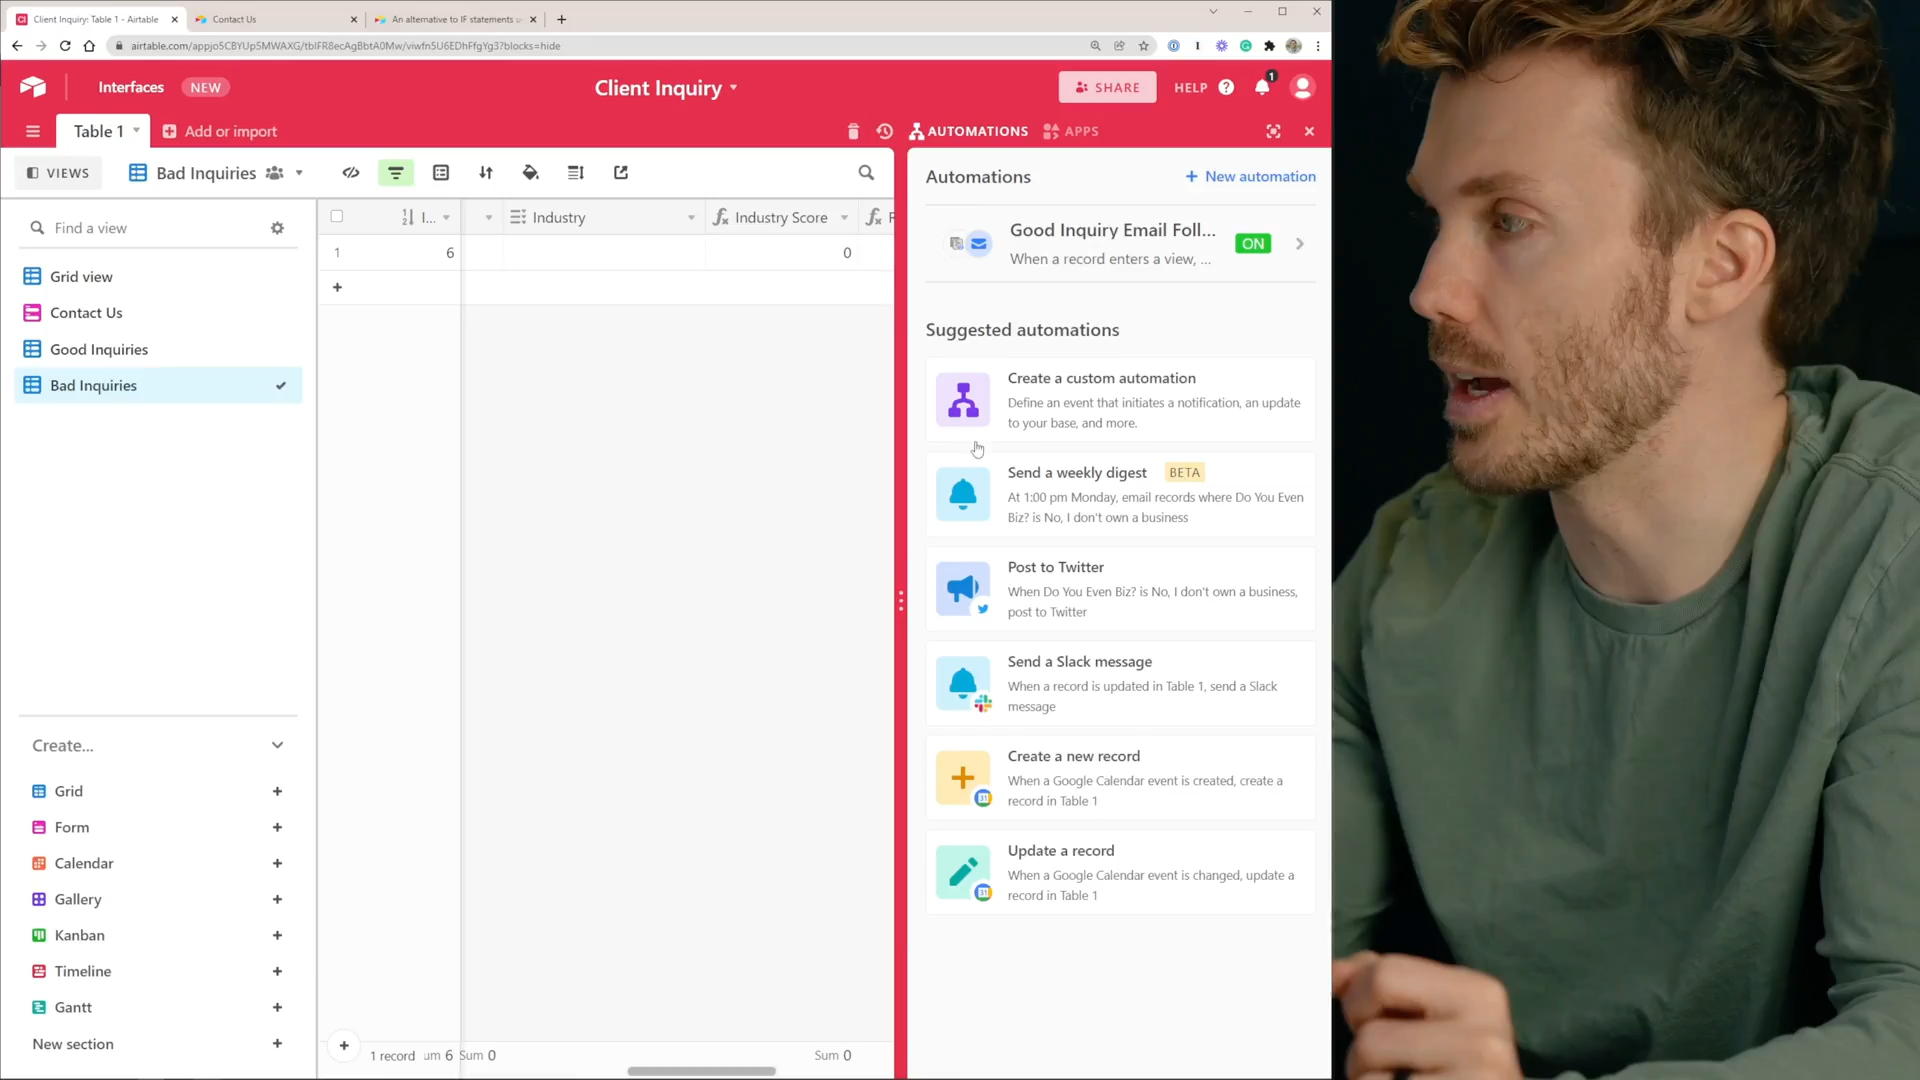 Client Inquiry: Table 1 - Airtable
Contact Us
An alternative to IF statements u
airtable.com/appjo5CBYUp5MWAXG/tblFR8ecAgBbtA0Mw/viwfn5U6EDhFfgYg3?blocks=hide
Interfaces
NEW
Client Inquiry
SHARE
HELP
1
Table 1
Add or import
AUTOMATIONS
APPS
VIEWS
Bad Inquiries
Automations
New automation
Find a view
I...
Industry
Industry Score
1
6
0
Good Inquiry Email Foll...
When a record enters a view, ...
ON
Grid view
Contact Us
Good Inquiries
Bad Inquiries
Suggested automations
Create a custom automation
Define an event that initiates a notification, an update
to your base, and more.
Send a weekly digest
BETA
At 1:00 pm Monday, email records where Do You Even
Biz? is No, I don't own a business
Post to Twitter
When Do You Even Biz? is No, I don't own a business,
post to Twitter
Send a Slack message
When a record is updated in Table 1, send a Slack
message
Create a new record
When a Google Calendar event is created, create a
record in Table 1
Update a record
When a Google Calendar event is changed, update a
record in Table 1
Create...
Grid
Form
Calendar
Gallery
Kanban
Timeline
Gantt
New section
1 record
um 6
Sum 0
Sum 0